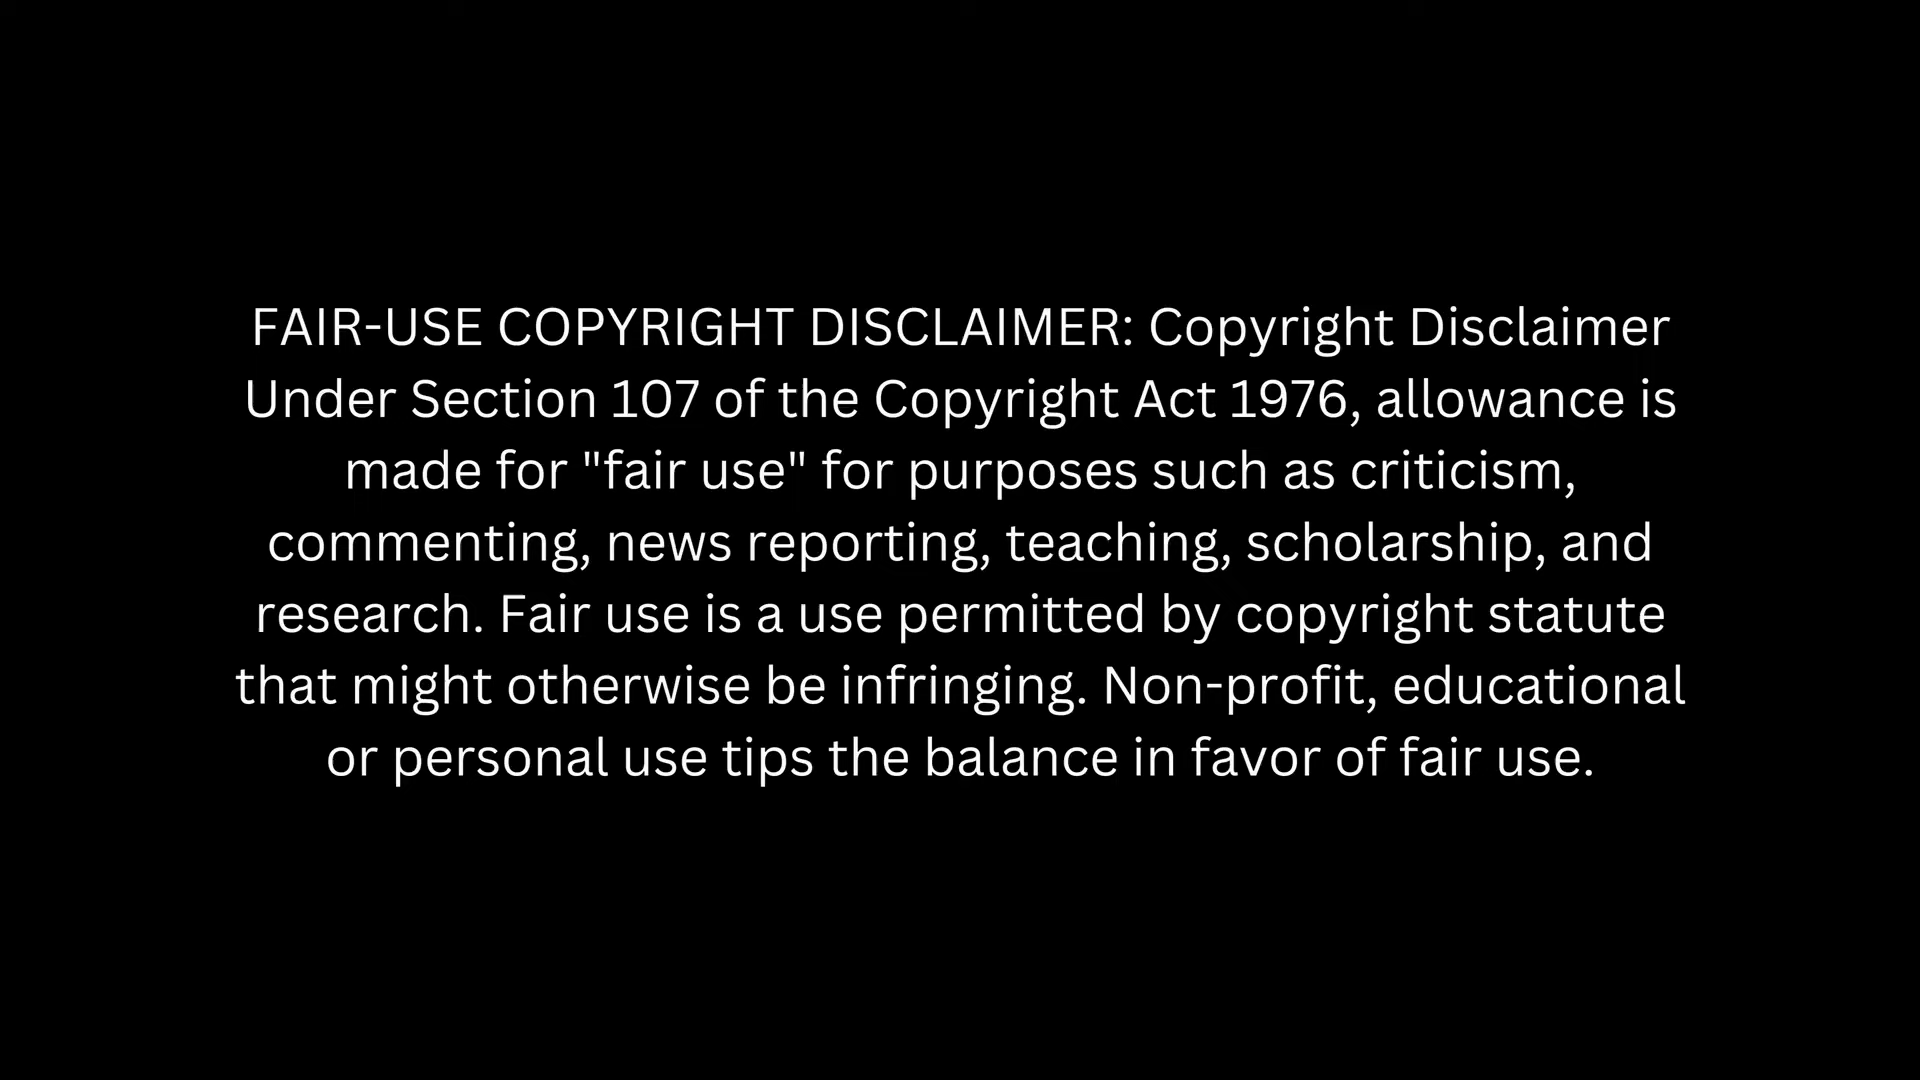 FAIR-USE COPYRIGHT DISCLAIMER: Copyright Disclaimer
Under Section 107 of the Copyright Act 1976, allowance is
made for "fair use" for purposes such as criticism,
commenting, news reporting, teaching, scholarship, and
research. Fair use is a use permitted by copyright statute
that might otherwise be infringing. Non-profit, educational
or personal use tips the balance in favor of fair use.